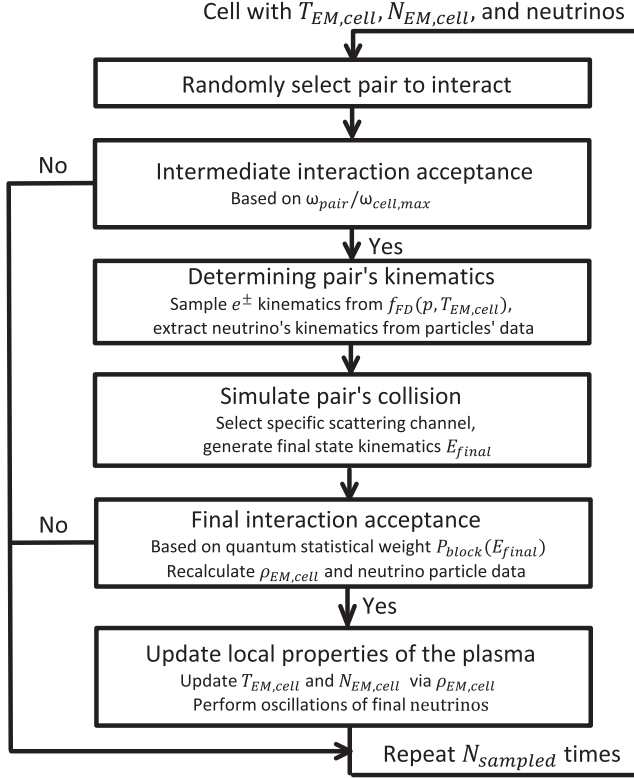 Cell with T_{EM,cell}, N_{EM,cell}, and neutrinos
Randomly select pair to interact
No
Intermediate interaction acceptance
Based on ω_{pair}/ω_{cell,max}
Yes
Determining pair's kinematics
Sample e^± kinematics from f_{FD}(p, T_{EM,cell}),
extract neutrino's kinematics from particles' data
Simulate pair's collision
Select specific scattering channel,
generate final state kinematics E_{final}
No
Final interaction acceptance
Based on quantum statistical weight P_{block}(E_{final})
Recalculate ρ_{EM,cell} and neutrino particle data
Yes
Update local properties of the plasma
Update T_{EM,cell} and N_{EM,cell} via ρ_{EM,cell}
Perform oscillations of final neutrinos
Repeat N_{sampled} times